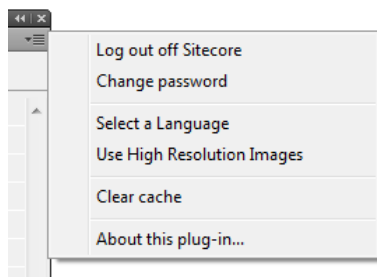 Log out off Sitecore
Change password
Select a Language
Use High Resolution Images
Clear cache
About this plug-in...